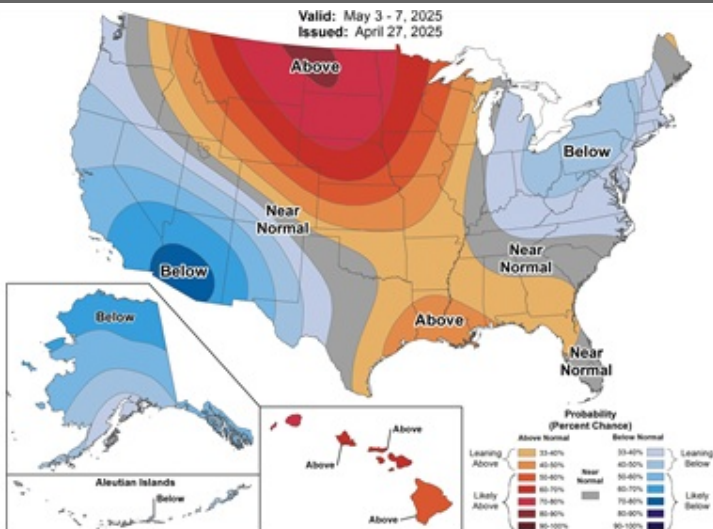 Valid: May 3 - 7, 2025
Issued: April 27, 2025
Above
Below
Near
Normal
Near
Normal
Below
Above
Near
Normal
Below
Aleutian Islands
Below
Above
Above
Above
Probability
(Percent Chance)
Above Normal
Below Normal
Leaning
Above
Likely
Above
33-40%
40-50%
50-60%
60-70%
70-80%
80-90%
90-100%
Near
Normal
33-40%
40-50%
50-60%
60-70%
70-80%
80-90%
90-100%
Leaning
Below
Likely
Below